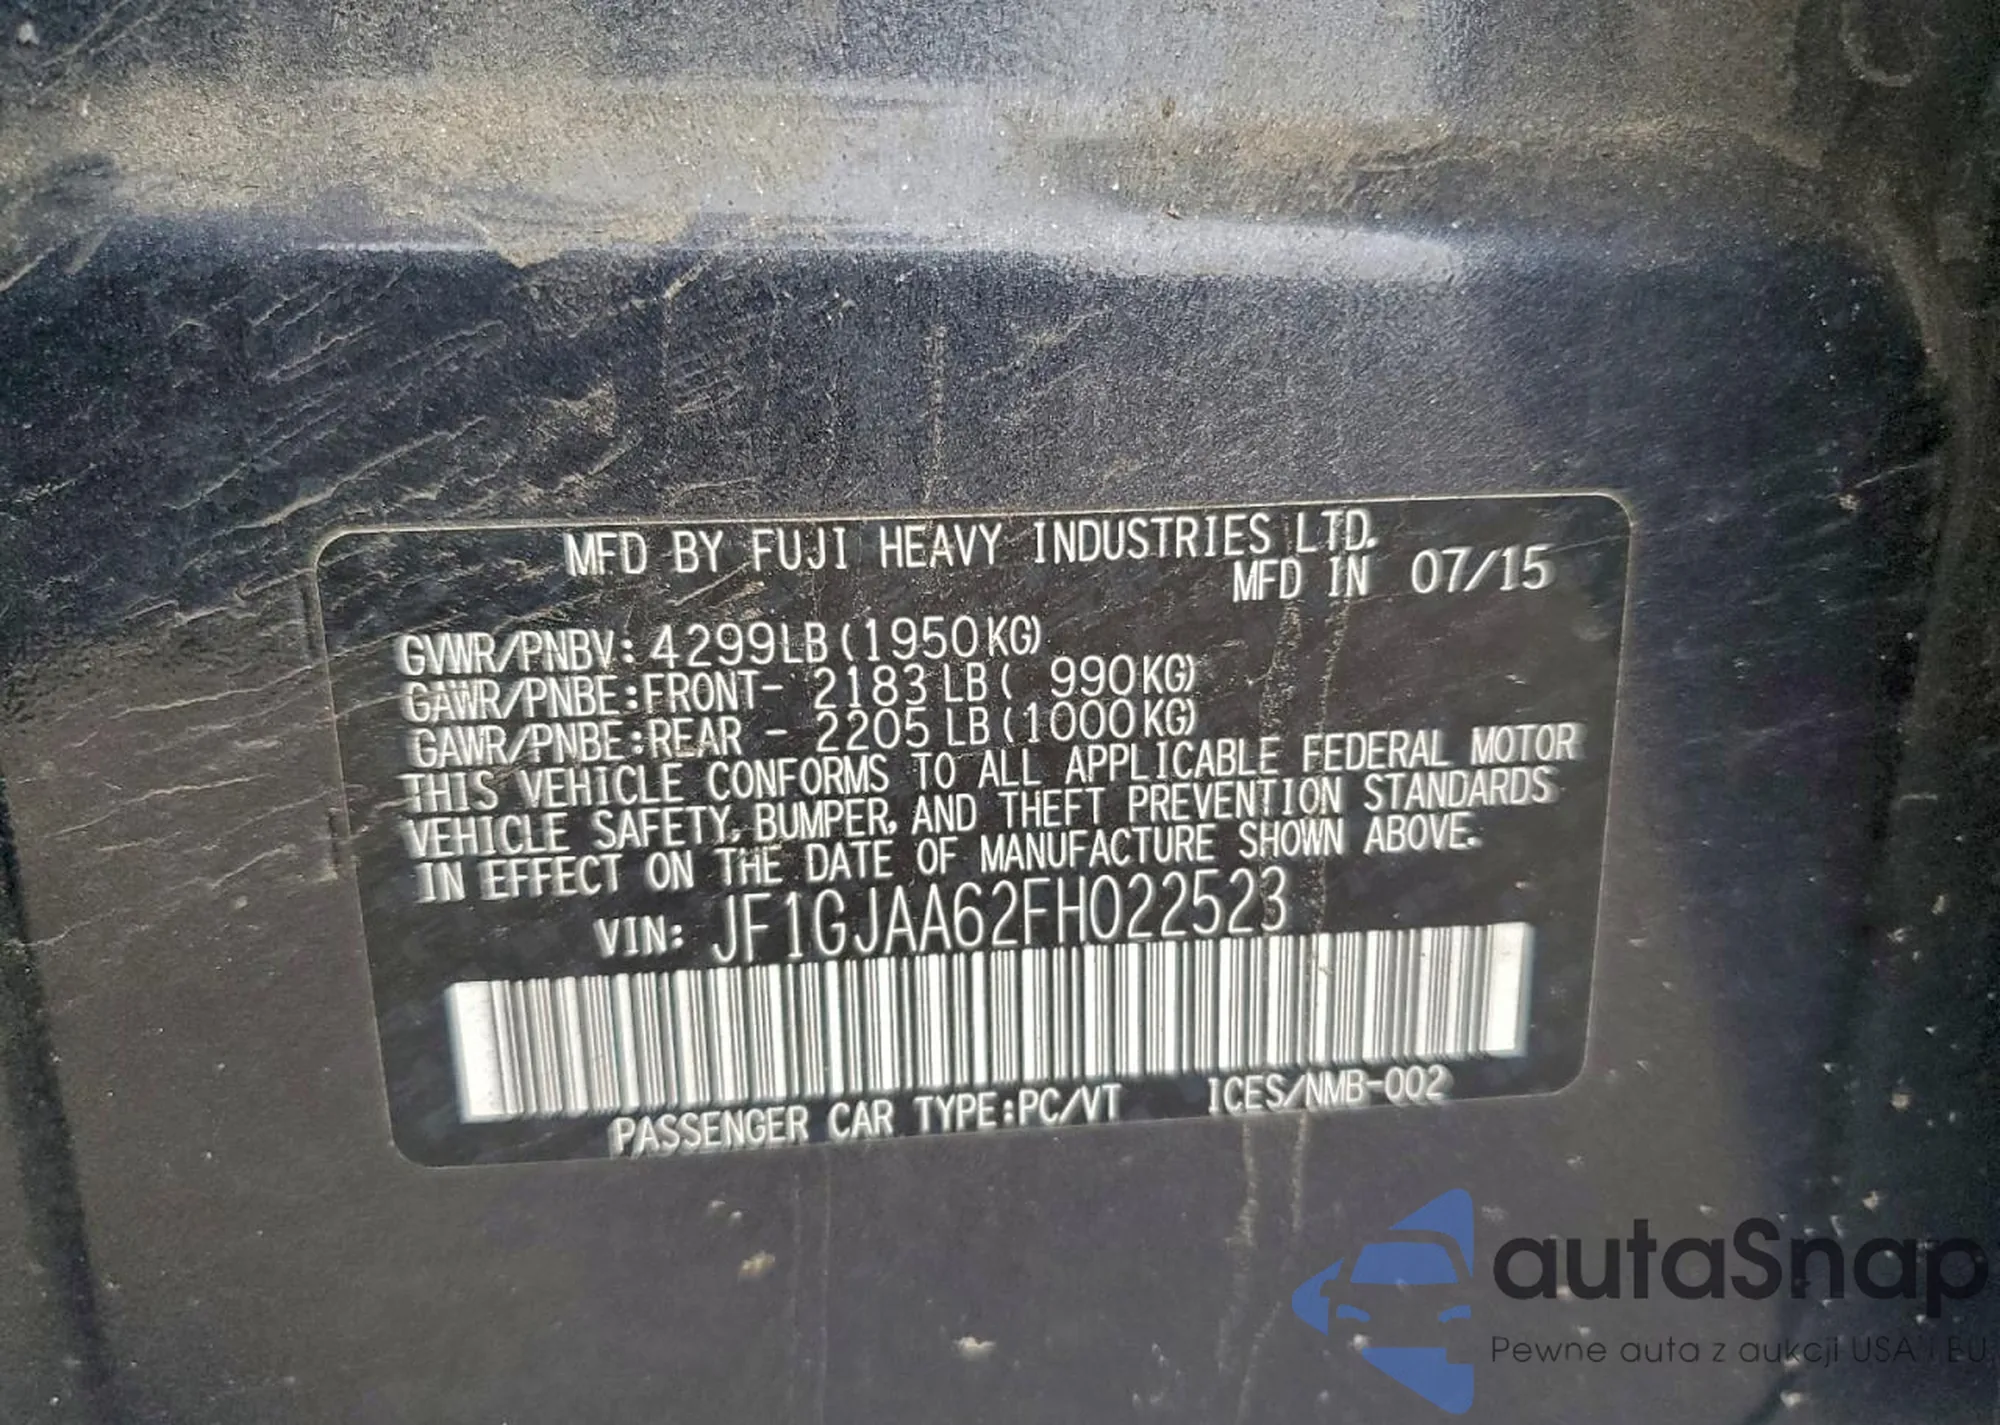 MFD BY FUJI HEAVY INDUSTRIES LTD.
MFD IN 07/15
GVWR/PNBV: 4299LB (1950KG)
GAWR/PNBE:FRONT- 2183 LB ( 990KG)
GAWR/PNBE:REAR - 2205 LB (1000KG)
THIS VEHICLE CONFORMS TO ALL APPLICABLE FEDERAL MOTOR
VEHICLE SAFETY, BUMPER, AND THEFT PREVENTION STANDARDS
IN EFFECT ON THE DATE OF MANUFACTURE SHOWN ABOVE.
VIN: JF1GJAA62FH022523
PASSENGER CAR TYPE:PC/VT ICES/NMB-002
autaSnap
Pewne auta z aukcji USA i EU